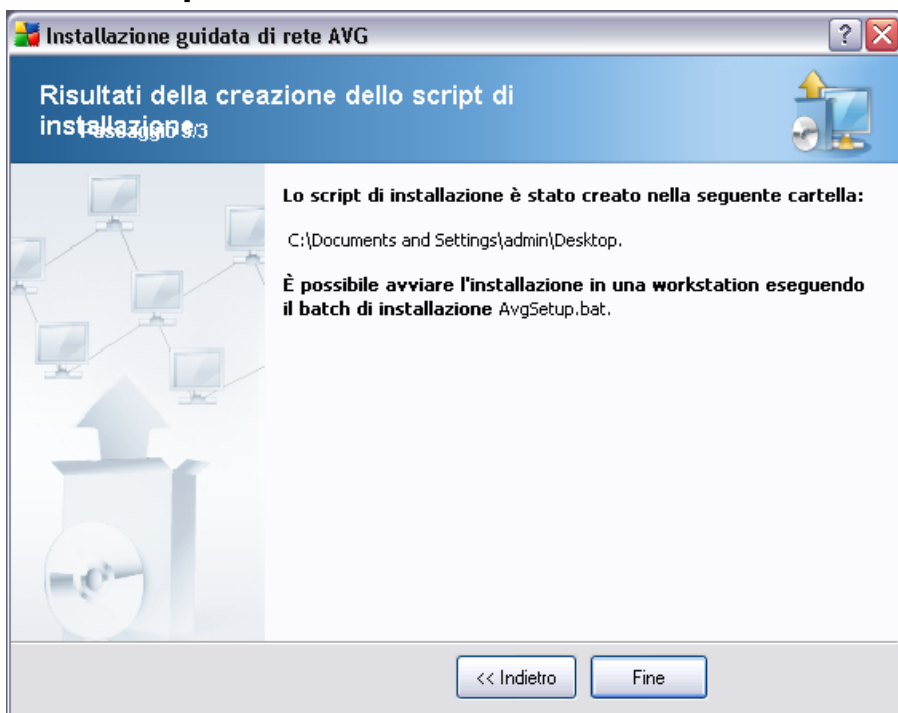 Installazione guidata di rete AVG
Risultati della creazione dello script di
installazione
Lo script di installazione è stato creato nella seguente cartella:
C:\Documents and Settings\admin\Desktop.
È possibile avviare l'installazione in una workstation eseguendo
il batch di installazione AvgSetup.bat.
<< Indietro
Fine